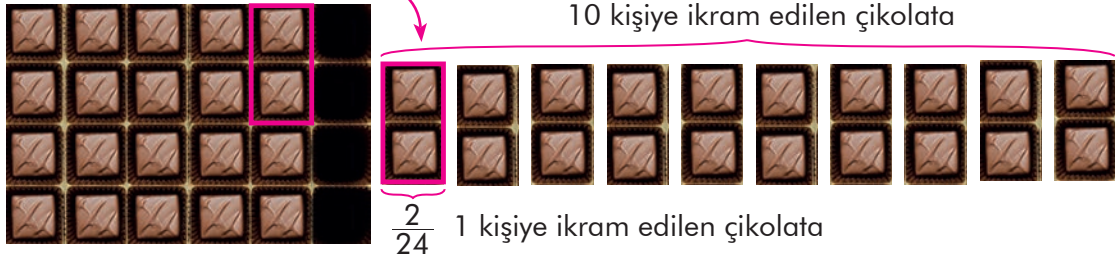 10 kişiye ikram edilen çikolata
2
24
1 kişiye ikram edilen çikolata